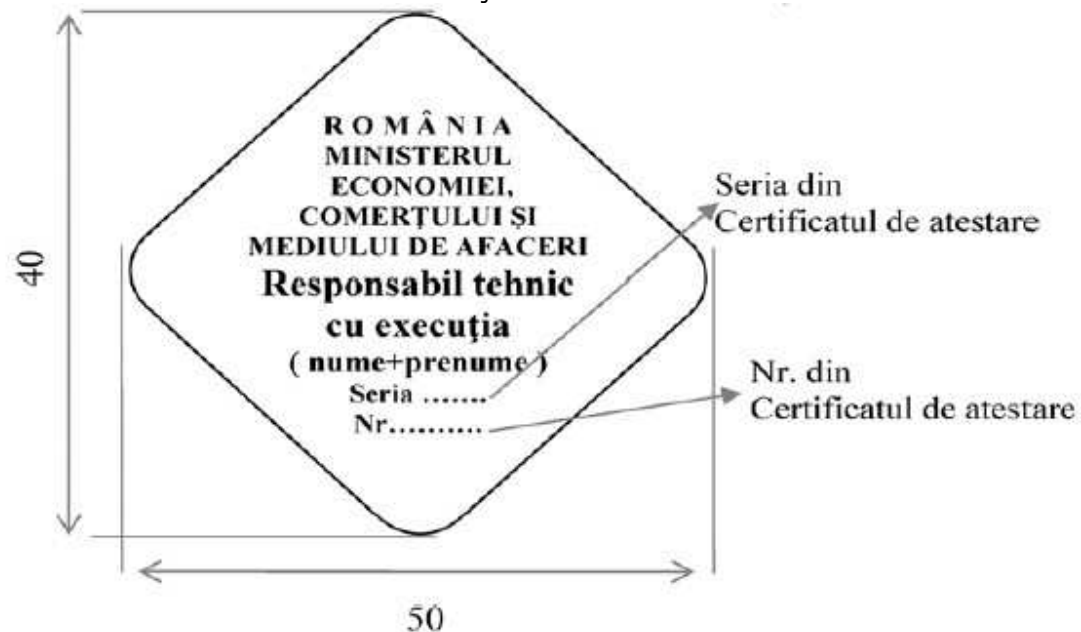 R O M Â N I A
MINISTERUL
ECONOMIEI,
COMERȚULUI ȘI
MEDIULUI DE AFACERI
Responsabil tehnic
cu execuţia
( nume+prenume )
Seria .......
Nr..........
Seria din
Certificatul de atestare
Nr. din
Certificatul de atestare
40
50